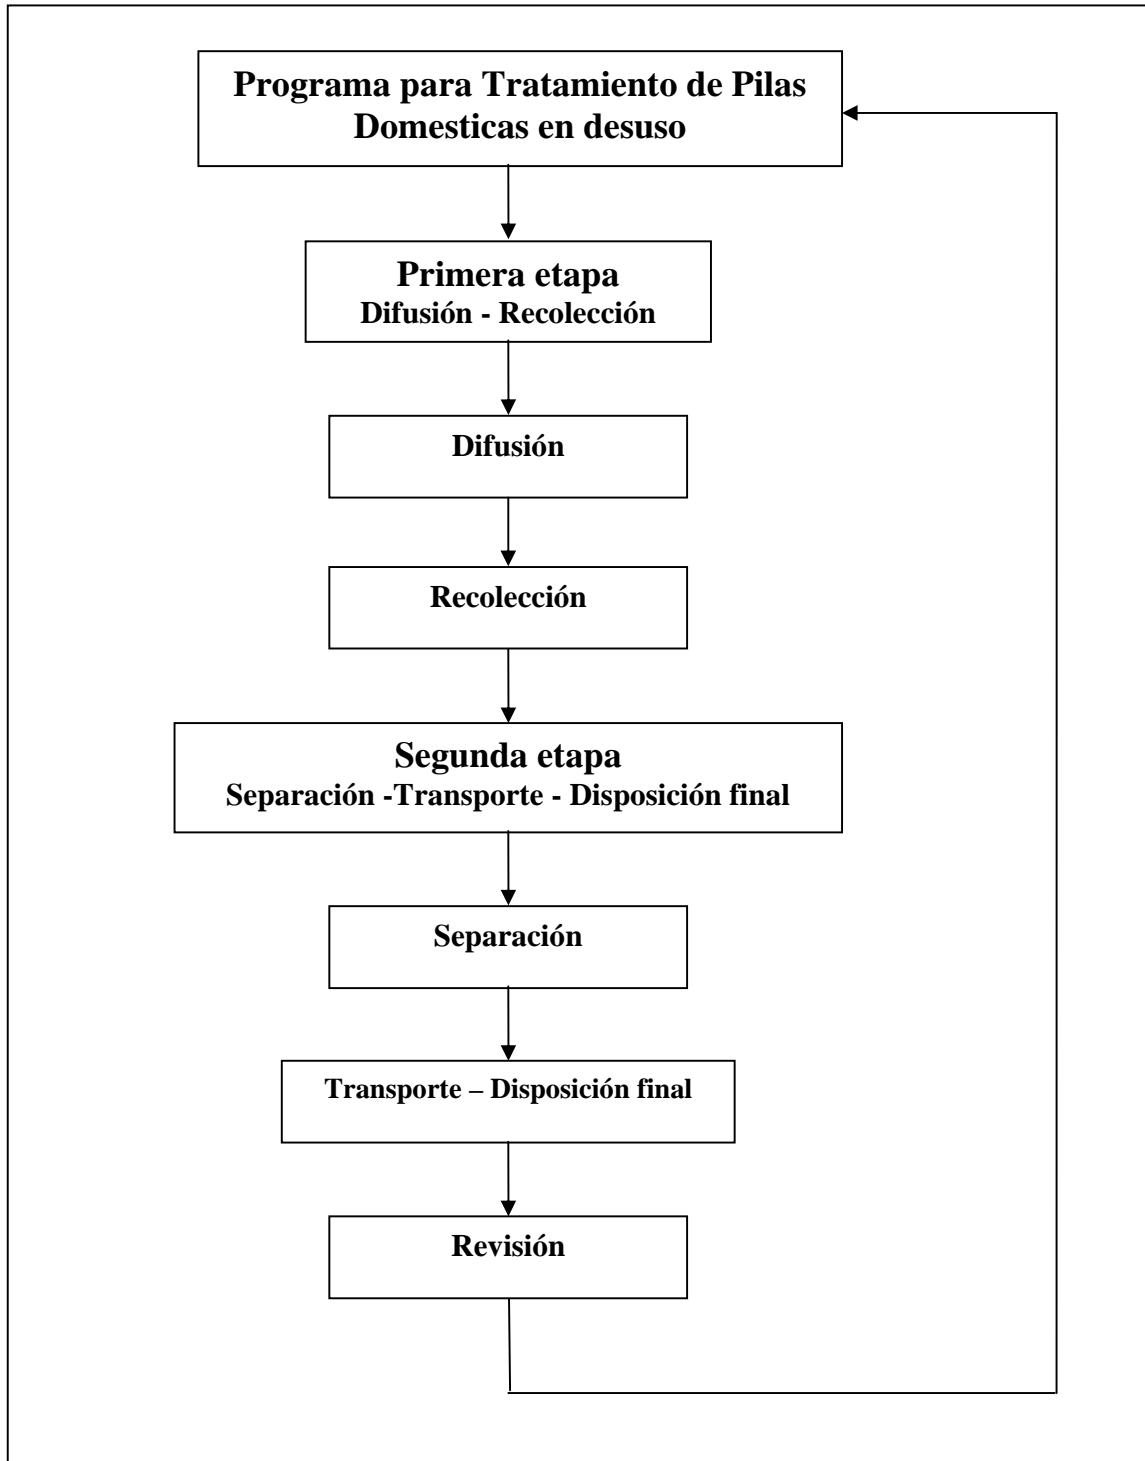 Programa para Tratamiento de Pilas
Domesticas en desuso
Primera etapa
Difusión - Recolección
Difusión
Recolección
Segunda etapa
Separación -Transporte - Disposición final
Separación
Transporte – Disposición final
Revisión